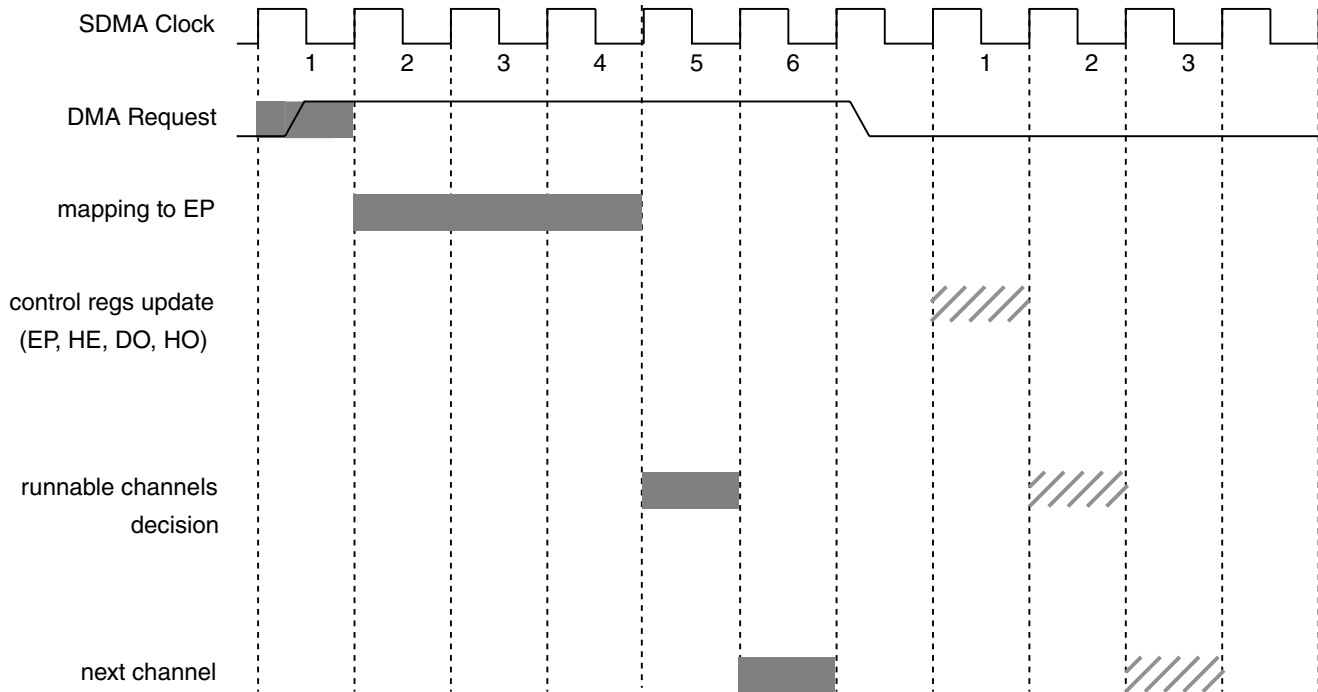 SDMA Clock
1 2 3 4 5 6 1 2 3
DMA Request
mapping to EP
control regs update
(EP, HE, DO, HO)
runnable channels
decision
next channel